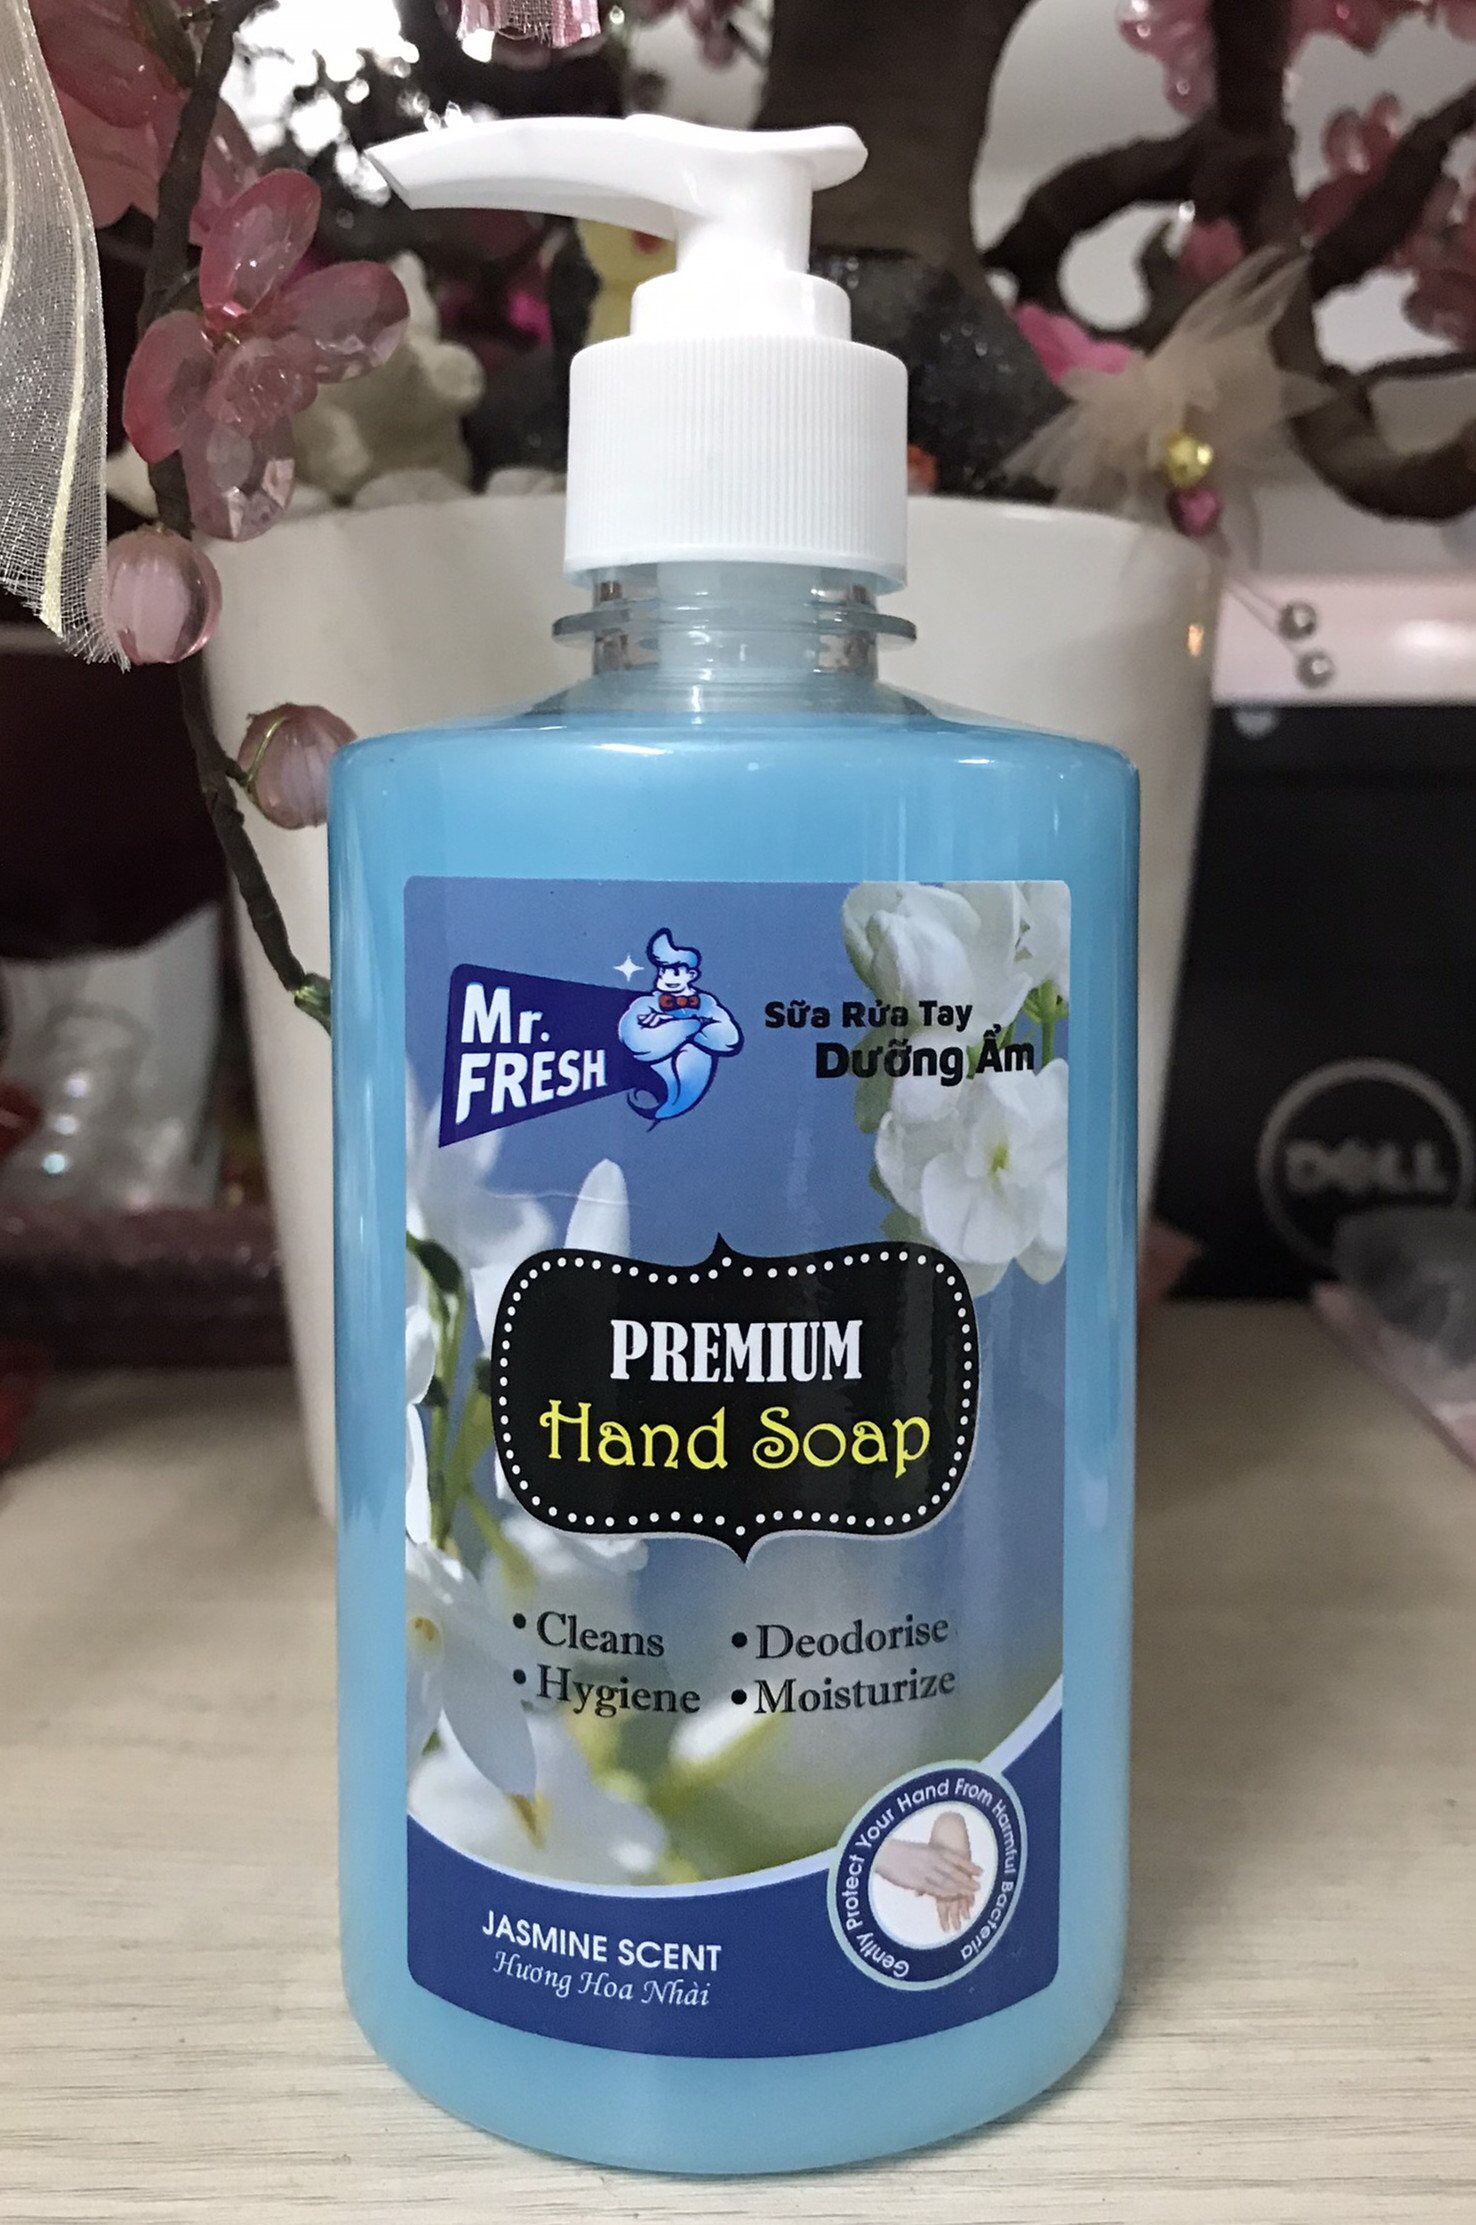 Mr.
FRESH
Sữa Rửa Tay
Dưỡng Ẩm
PREMIUM
Hand Soap
• Cleans
• Deodorise
• Hygiene
• Moisturize
Gently Protect Your Hand From Harmful Bacteria
JASMINE SCENT
Hương Hoa Nhài
DELL